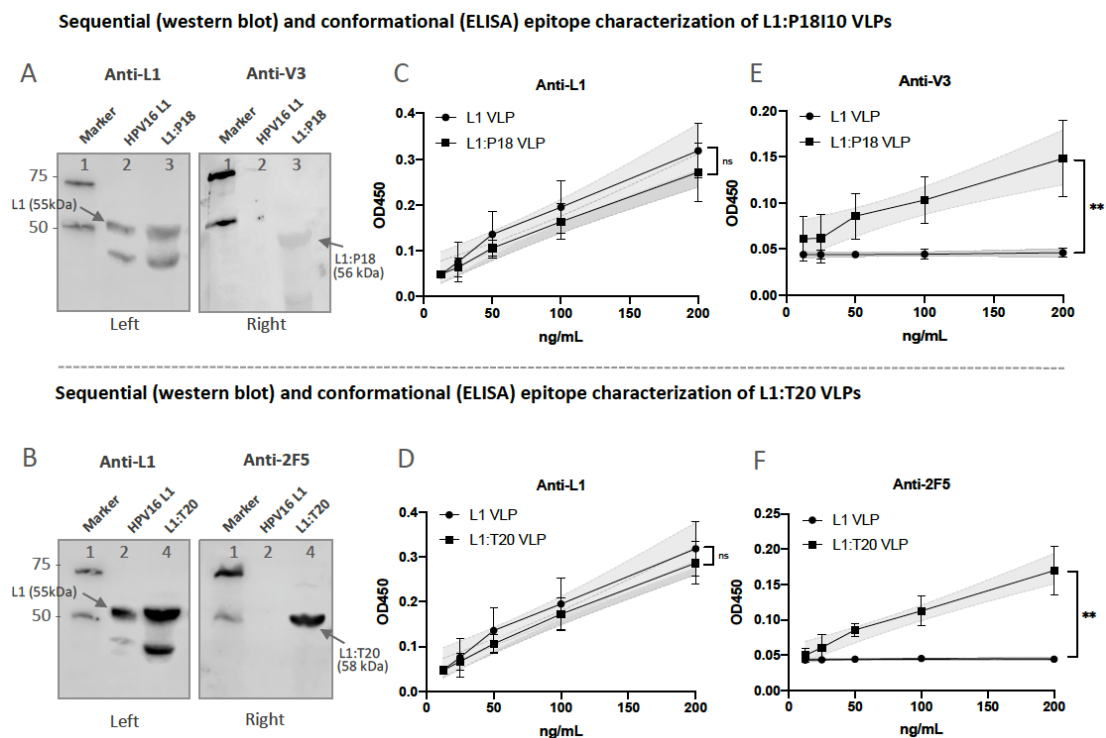 Sequential (western blot) and conformational (ELISA) epitope characterization of L1:P18I10 VLPs
A
Anti-L1
Anti-V3
Marker
HPV16 L1
L1:P18
Marker
HPV16 L1
L1:P18
1
2
3
1
2
3
75
L1 (55kDa)
50
L1:P18
(56 kDa)
Left
Right
C
Anti-L1
L1 VLP
L1:P18 VLP
ns
OD450
0.4
0.3
0.2
0.1
0.0
0
50
100
150
200
ng/mL
E
Anti-V3
L1 VLP
L1:P18 VLP
**
OD450
0.20
0.15
0.10
0.05
0.00
0
50
100
150
200
ng/mL
Sequential (western blot) and conformational (ELISA) epitope characterization of L1:T20 VLPs
B
Anti-L1
Anti-2F5
Marker
HPV16 L1
L1:T20
Marker
HPV16 L1
L1:T20
1
2
4
1
2
4
75
L1 (55kDa)
50
L1:T20
(58 kDa)
Left
Right
D
Anti-L1
L1 VLP
L1:T20 VLP
ns
OD450
0.4
0.3
0.2
0.1
0.0
0
50
100
150
200
ng/mL
F
Anti-2F5
L1 VLP
L1:T20 VLP
**
OD450
0.25
0.20
0.15
0.10
0.05
0.00
0
50
100
150
200
ng/mL